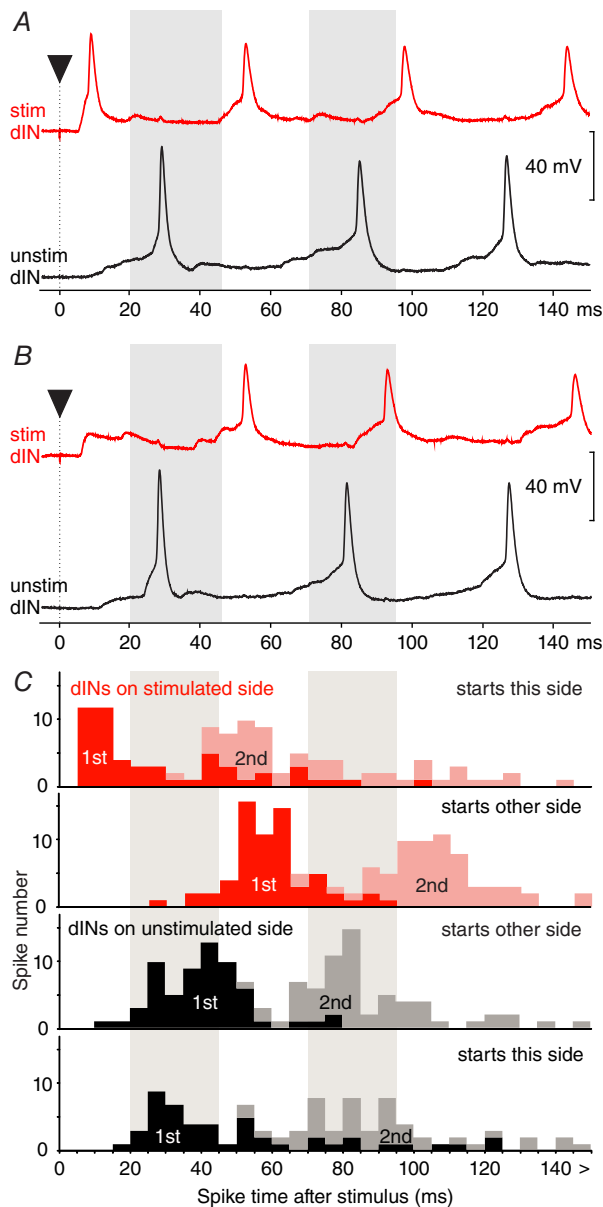 A
stim
dIN
40 mV
unstim
dIN
0 20 40 60 80 100 120 140 ms
B
stim
dIN
40 mV
unstim
dIN
0 20 40 60 80 100 120 140 ms
C
dINs on stimulated side
starts this side
10
1st
2nd
0
starts other side
10
1st
2nd
0
Spike number
dINs on unstimulated side
starts other side
10
1st
2nd
0
starts this side
10
1st
2nd
0
0 20 40 60 80 100 120 140 >
Spike time after stimulus (ms)